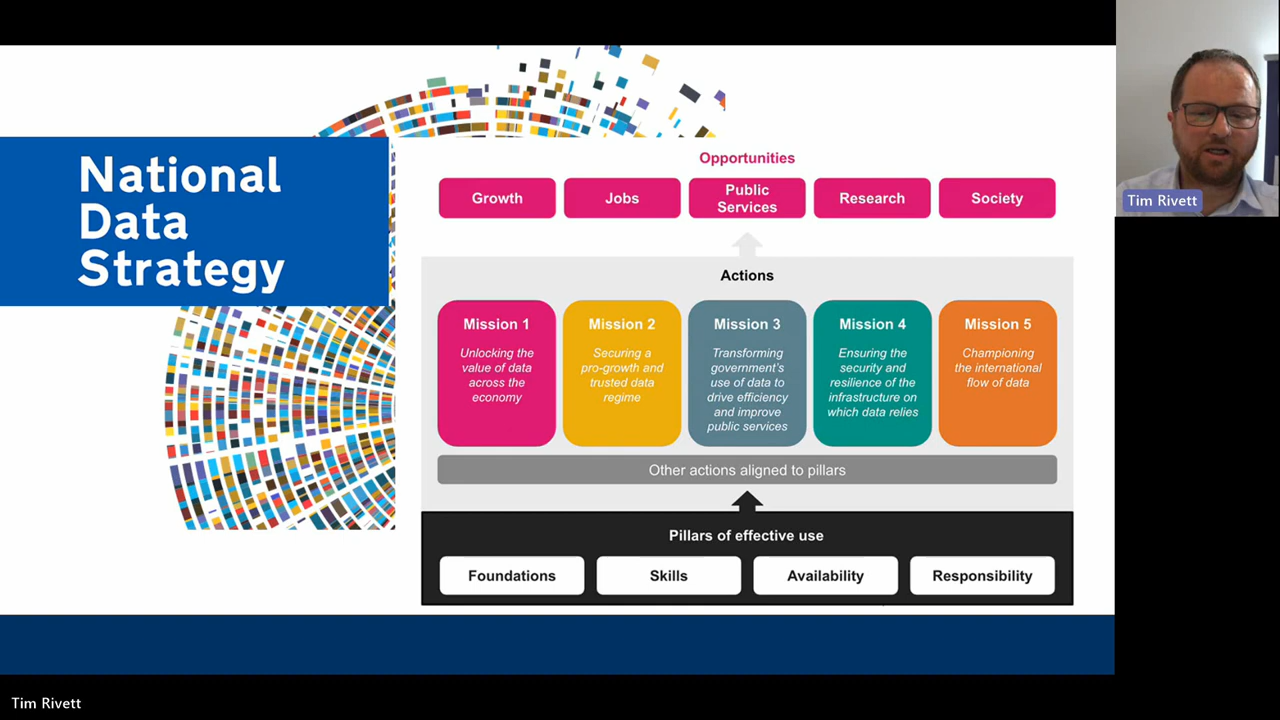 National
Data
Strategy
Opportunities
Growth
Jobs
Public
Services
Research
Society
Actions
Mission 1
Unlocking the
value of data
across the
economy
Mission 2
Securing a
pro-growth and
trusted data
regime
Mission 3
Transforming
government's
use of data to
drive efficiency
and improve
public services
Mission 4
Ensuring the
security and
resilience of the
infrastructure on
which data relies
Mission 5
Championing
the international
flow of data
Other actions aligned to pillars
Pillars of effective use
Foundations
Skills
Availability
Responsibility
Tim Rivett
Tim Rivett